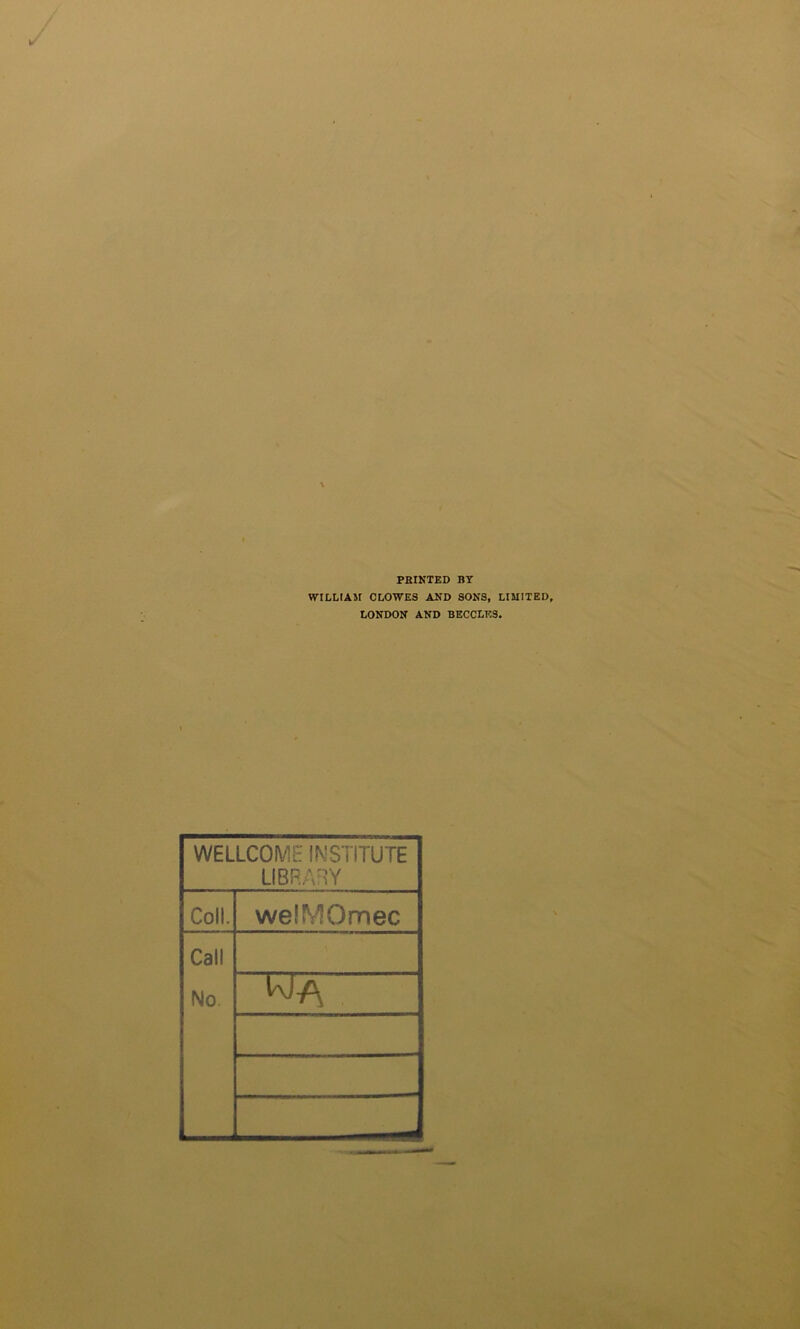 PRINTED BY
WILLIAM CLOWES AND SONS, LIMITED,
LONDON AND BECCLES.
WELLCOME INSTITUTE
LIBRARY
Coll. welMOmec
Call
No. WA